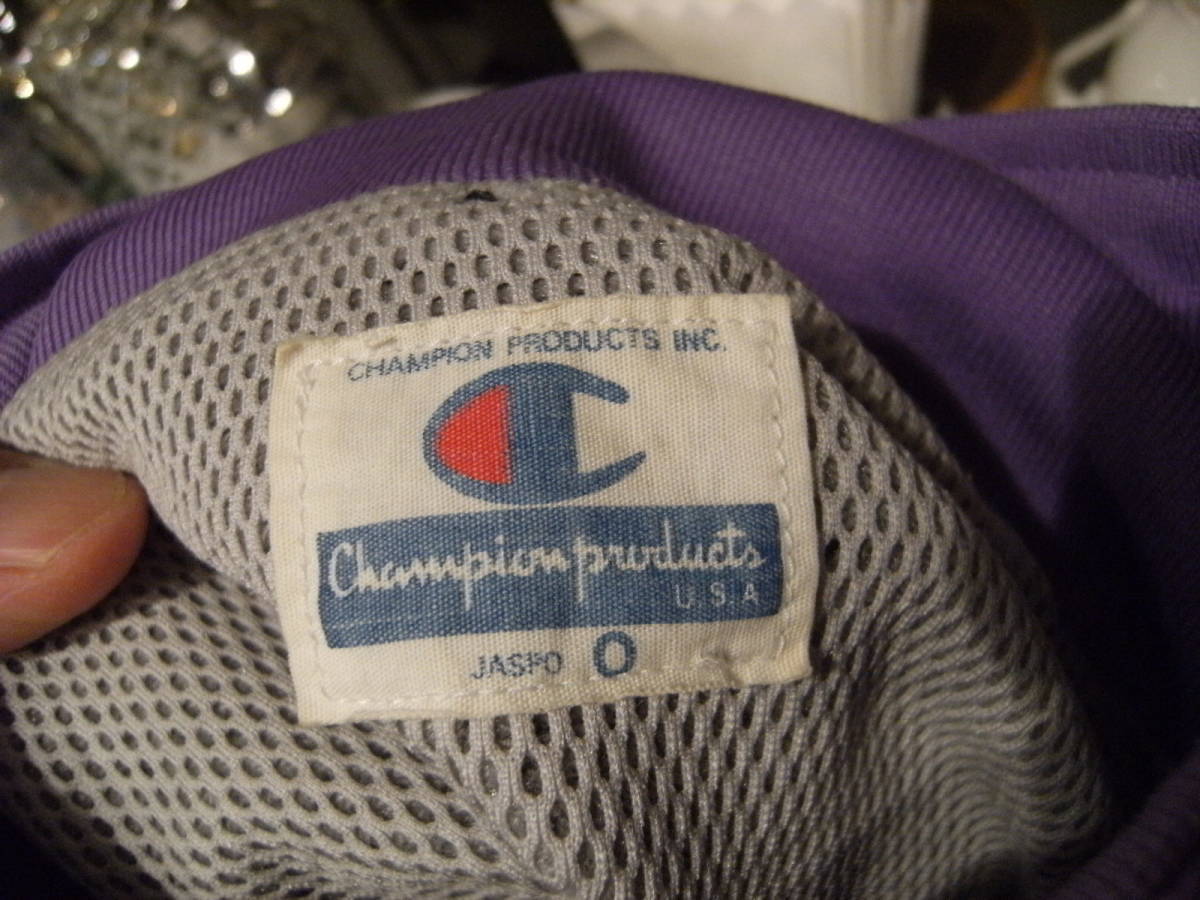 CHAMPION PRODUCTS INC.
Champion products
U.S.A
JASPO O